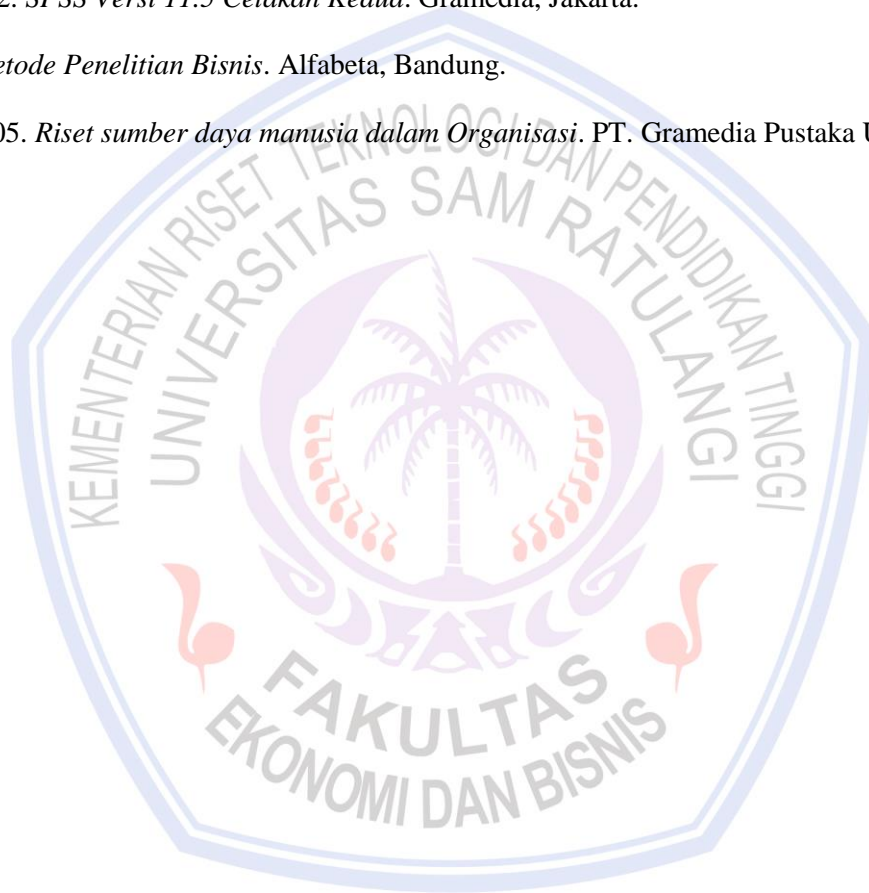 2. SPSS Versi 11.5 Cetakan Kedua. Gramedia, Jakarta.
etode Penelitian Bisnis. Alfabeta, Bandung.
05. Riset sumber daya manusia dalam Organisasi. PT. Gramedia Pustaka U
KEMENTERIAN RISET TEKNOLOGI DAN PENDIDIKAN TINGGI
UNIVERSITAS SAM RATULANGI
FAKULTAS
EKONOMI DAN BISNIS